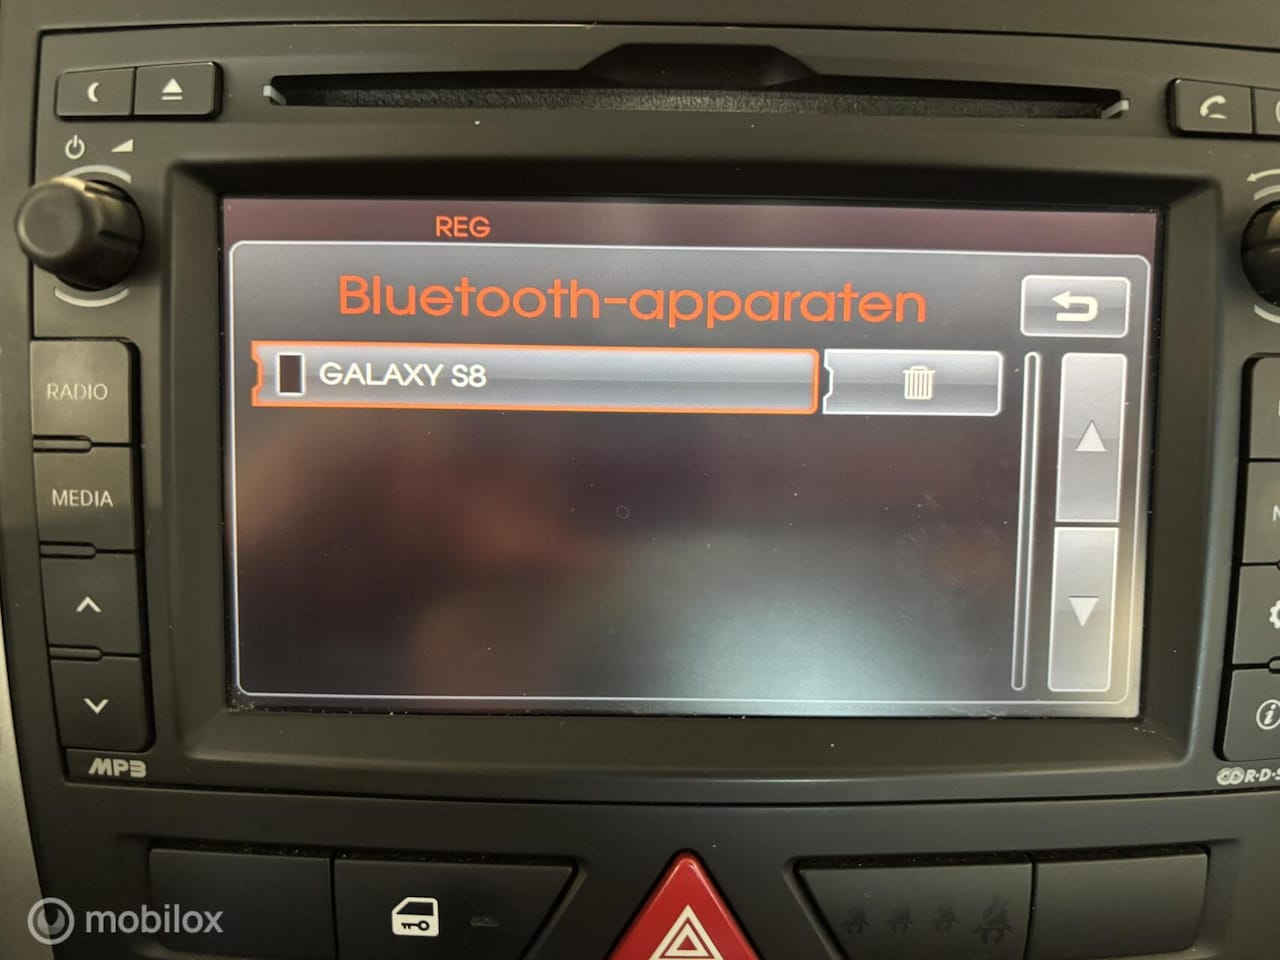 REG
Bluetooth-apparaten
GALAXY S8
RADIO
MEDIA
MP3
mobilox